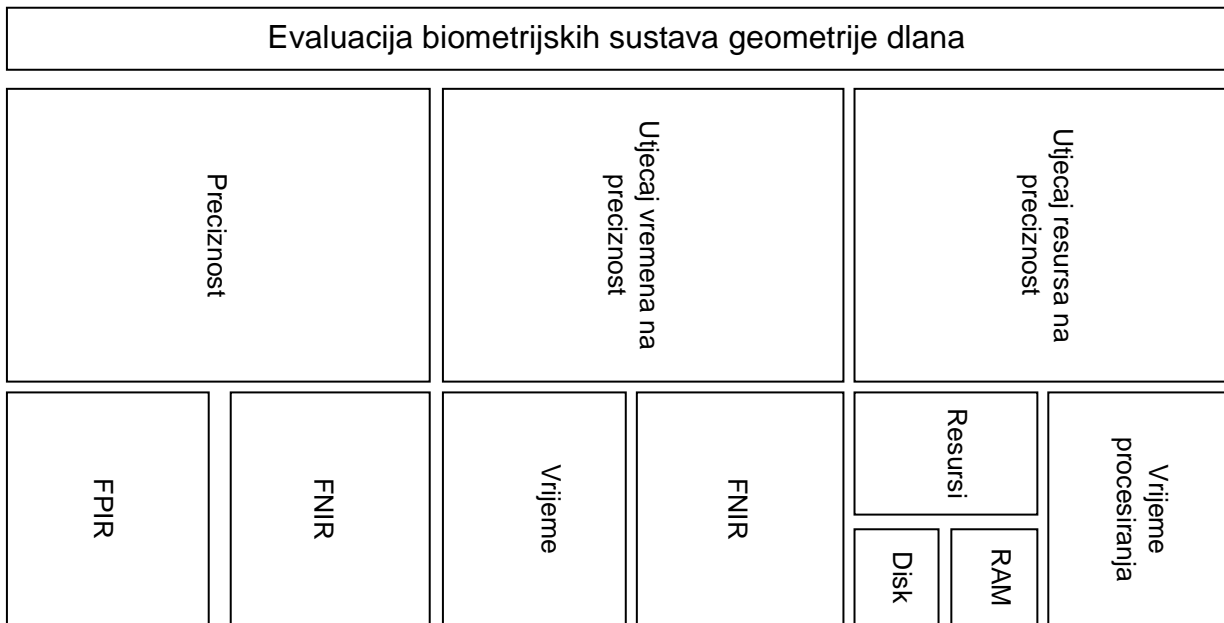 Evaluacija biometrijskih sustava geometrije dlana
Preciznost
Utjecaj vremena na
preciznost
Utjecaj resursa na
preciznost
FPIR
FNIR
Vrijeme
FNIR
Resursi
Disk
RAM
Vrijeme
procesiranja